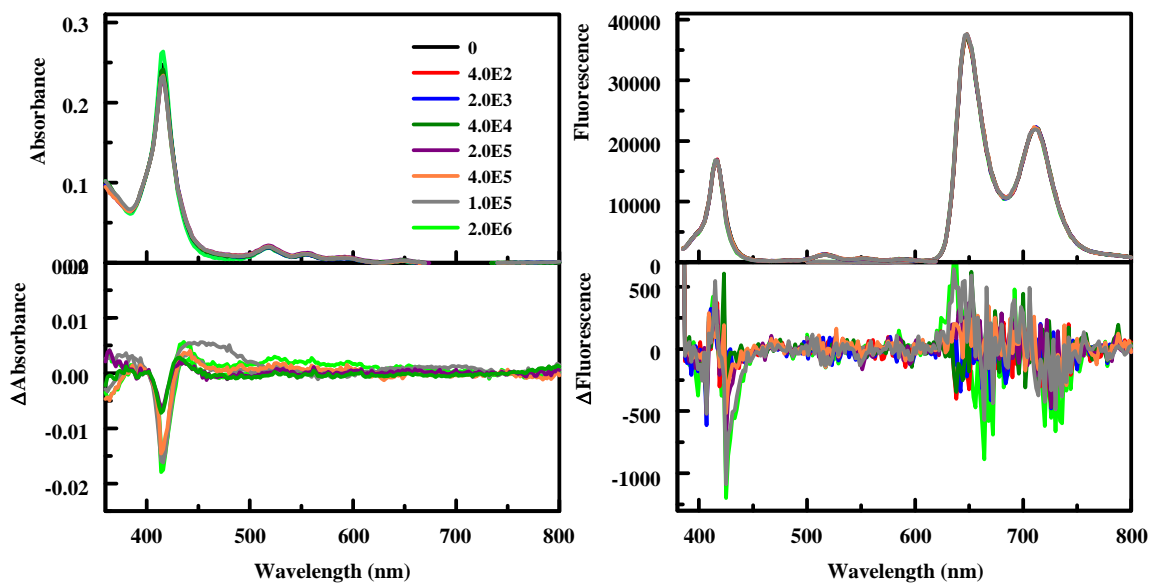 0.3
0.2
0.1
0.0
Absorbance
0
4.0E2
2.0E3
4.0E4
2.0E5
4.0E5
1.0E5
2.0E6
0.01
0.00
-0.01
-0.02
ΔAbsorbance
400 500 600 700 800
Wavelength (nm)
40000
30000
20000
10000
0
Fluorescence
500
0
-500
-1000
ΔFluorescence
400 500 600 700 800
Wavelength (nm)